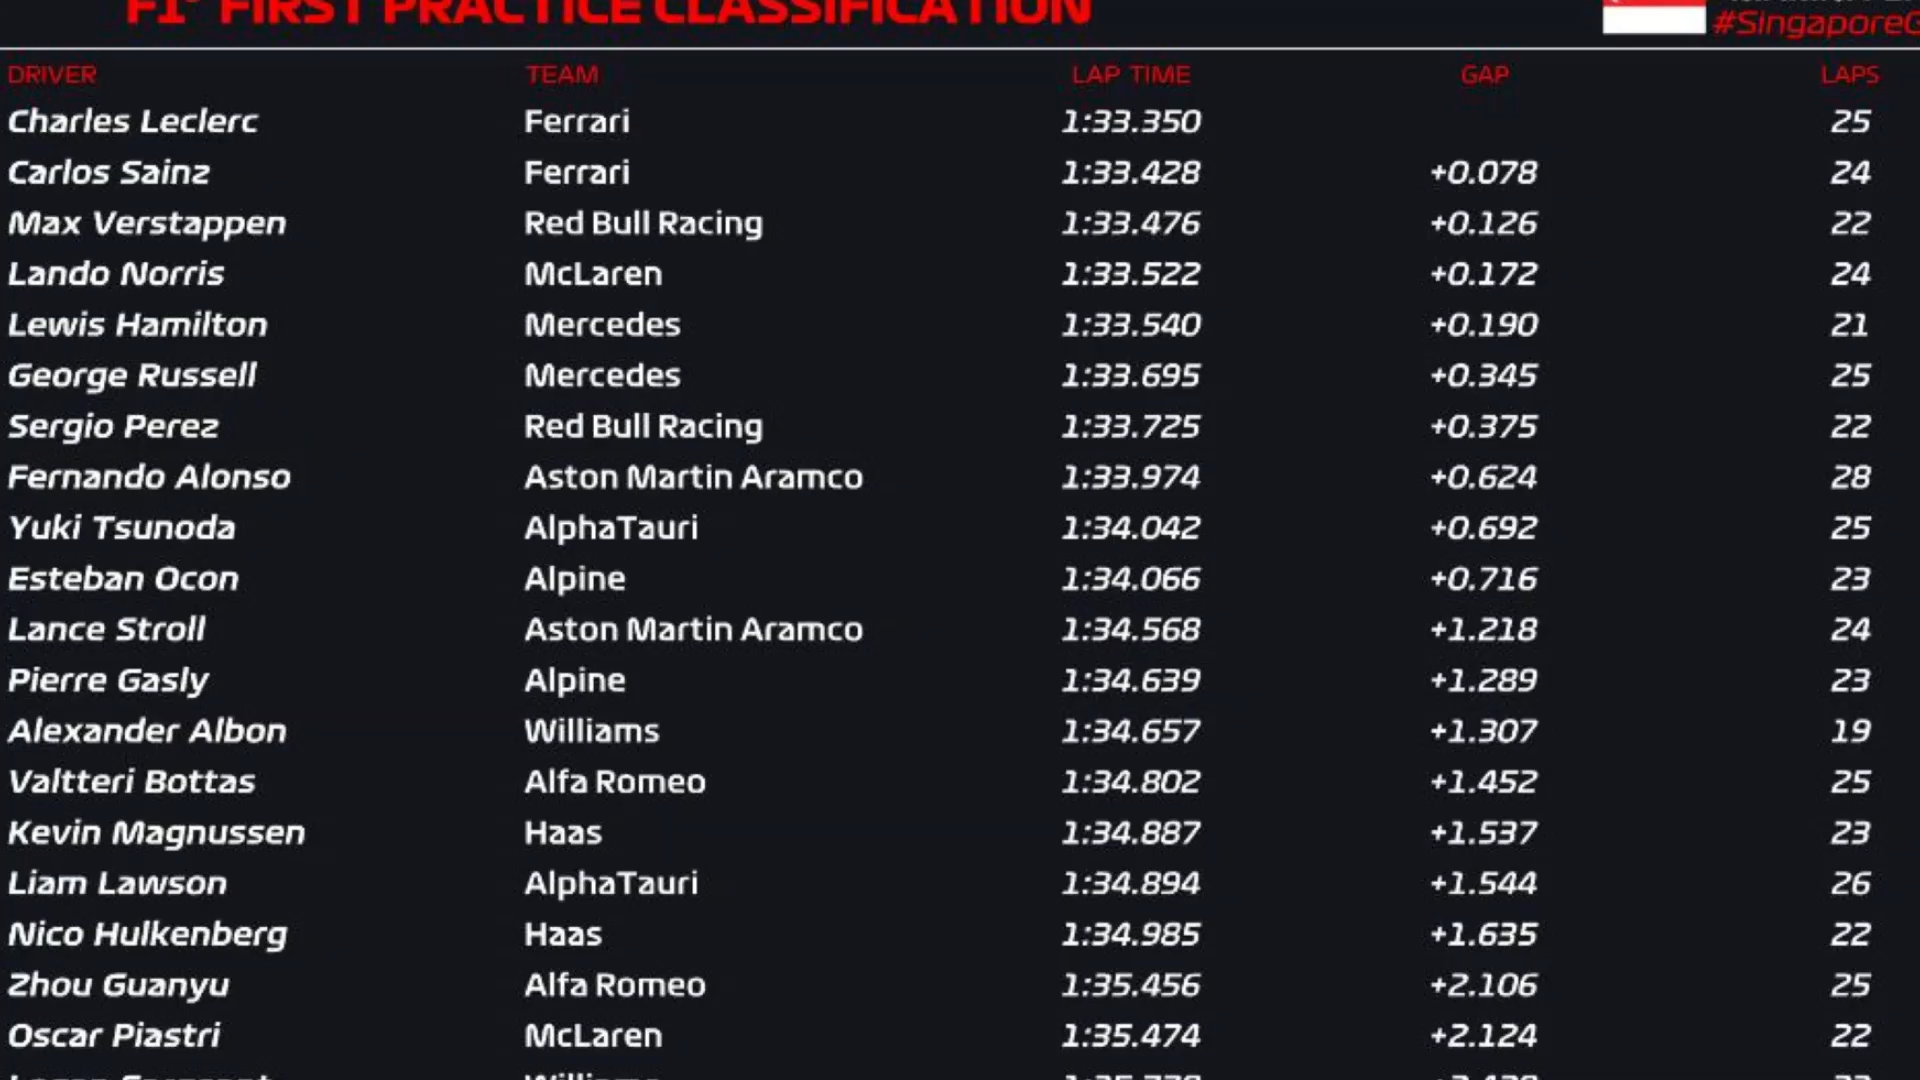 F1® FIRST PRACTICE CLASSIFICATION
#SingaporeG
DRIVER TEAM LAP TIME GAP LAPS
Charles Leclerc Ferrari 1:33.350 25
Carlos Sainz Ferrari 1:33.428 +0.078 24
Max Verstappen Red Bull Racing 1:33.476 +0.126 22
Lando Norris McLaren 1:33.522 +0.172 24
Lewis Hamilton Mercedes 1:33.540 +0.190 21
George Russell Mercedes 1:33.695 +0.345 25
Sergio Perez Red Bull Racing 1:33.725 +0.375 22
Fernando Alonso Aston Martin Aramco 1:33.974 +0.624 28
Yuki Tsunoda AlphaTauri 1:34.042 +0.692 25
Esteban Ocon Alpine 1:34.066 +0.716 23
Lance Stroll Aston Martin Aramco 1:34.568 +1.218 24
Pierre Gasly Alpine 1:34.639 +1.289 23
Alexander Albon Williams 1:34.657 +1.307 19
Valtteri Bottas Alfa Romeo 1:34.802 +1.452 25
Kevin Magnussen Haas 1:34.887 +1.537 23
Liam Lawson AlphaTauri 1:34.894 +1.544 26
Nico Hulkenberg Haas 1:34.985 +1.635 22
Zhou Guanyu Alfa Romeo 1:35.456 +2.106 25
Oscar Piastri McLaren 1:35.474 +2.124 22